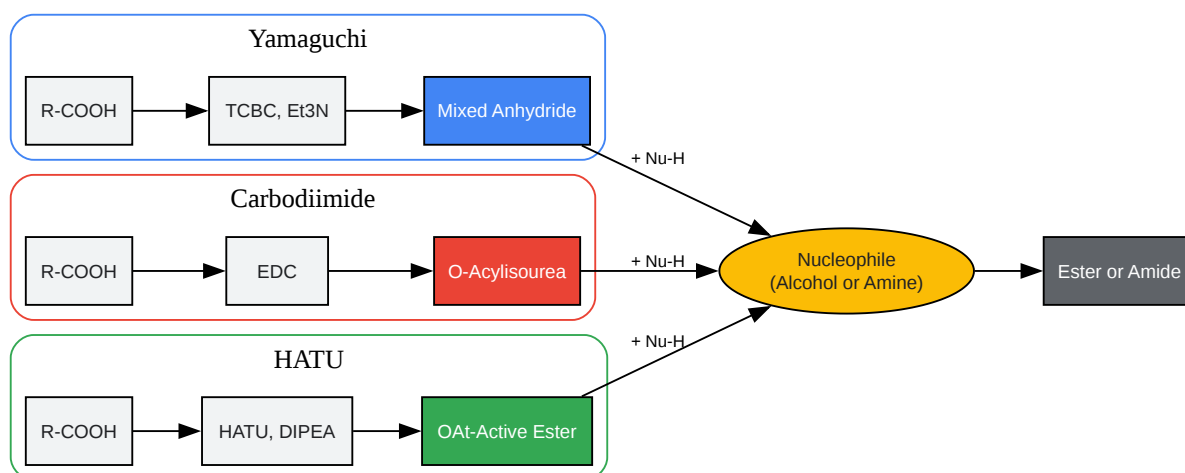 Yamaguchi
R-COOH
TCBC, Et3N
Mixed Anhydride
+ Nu-H
Carbodiimide
R-COOH
EDC
O-Acylisourea
+ Nu-H
HATU
R-COOH
HATU, DIPEA
OAt-Active Ester
+ Nu-H
Nucleophile
(Alcohol or Amine)
Ester or Amide